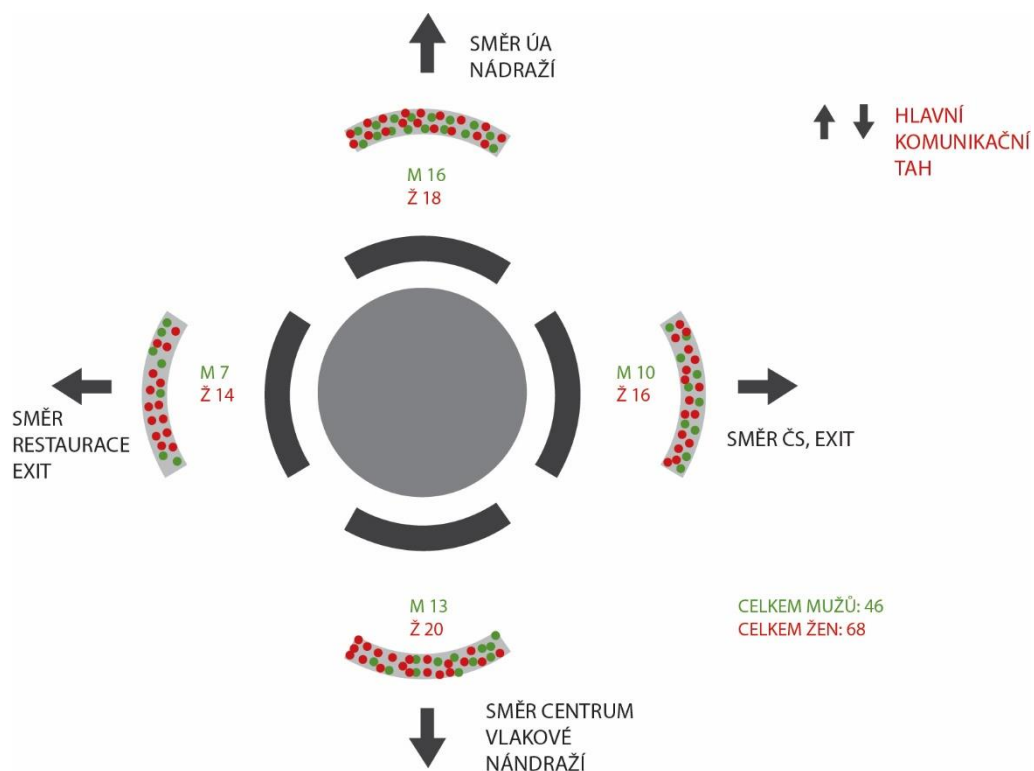 SMĚR ÚA
NÁDRAŽÍ
HLAVNÍ
KOMUNIKAČNÍ
TAH
M 16
Ž 18
M 7
Ž 14
M 10
Ž 16
SMĚR
RESTAURACE
EXIT
SMĚR ČS, EXIT
M 13
Ž 20
CELKEM MUŽŮ: 46
CELKEM ŽEN: 68
SMĚR CENTRUM
VLAKOVÉ
NÁNDRAŽÍ